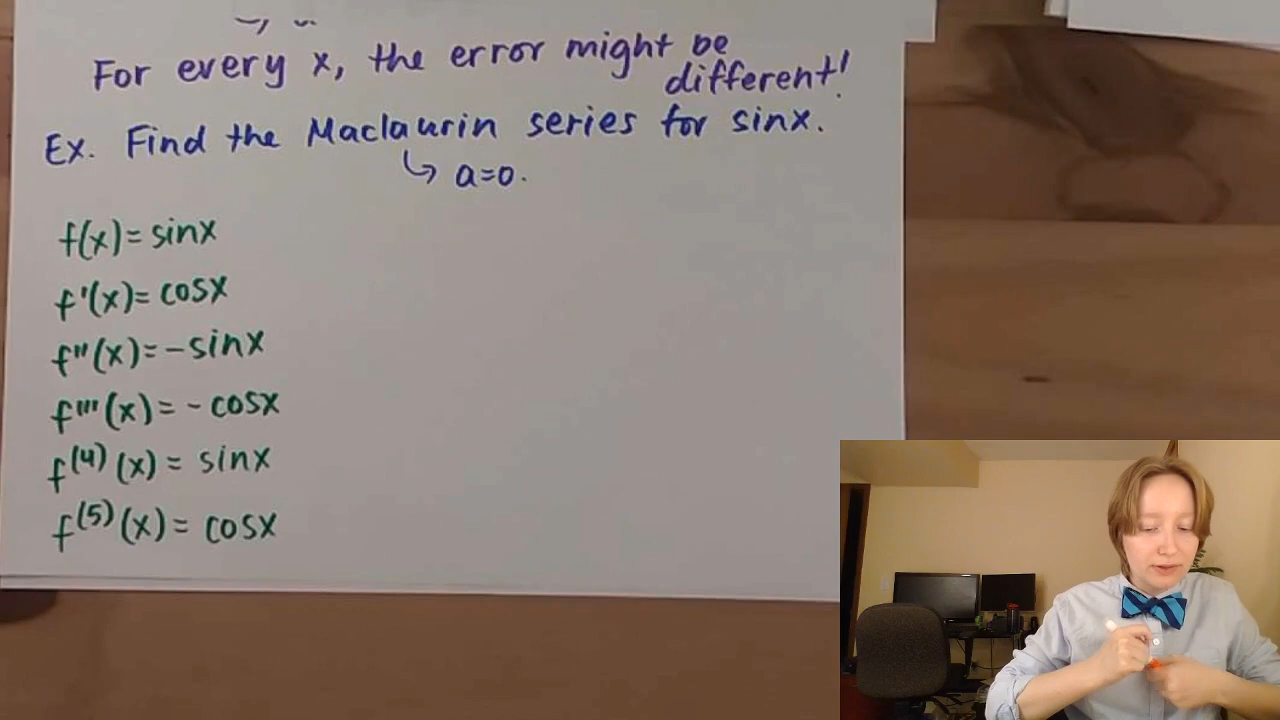 For every x, the error might be
different!
Ex. Find the Maclaurin series for sinx.
↳ a=0.
f(x)= sinx
f'(x)= cosx
f''(x)= -sinx
f'''(x)= - cosx
f(4)(x) = sinx
f(5)(x) = cosx